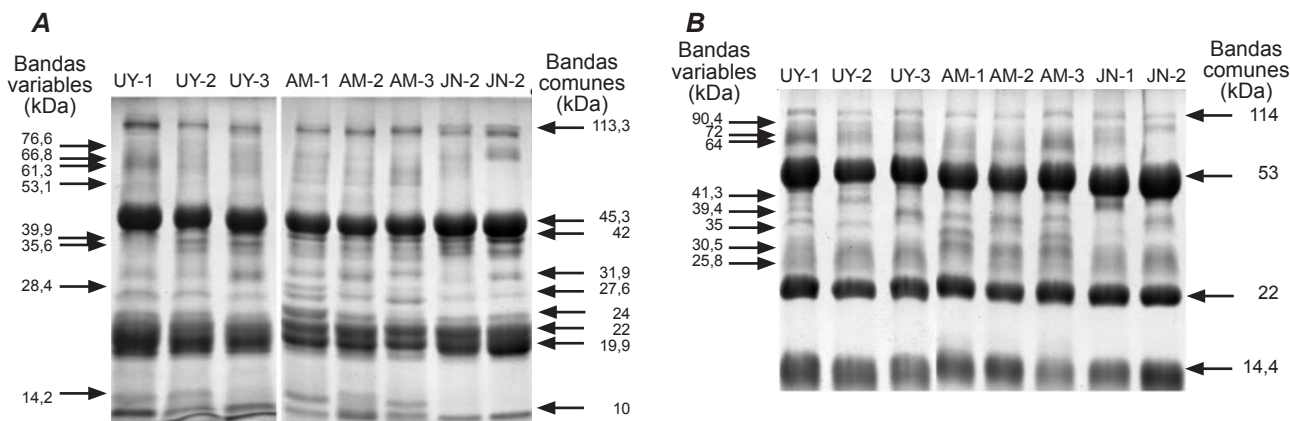 A
Bandas
variables
(kDa)
UY-1 UY-2 UY-3 AM-1 AM-2 AM-3 JN-2 JN-2
Bandas
comunes
(kDa)
76,6
66,8
61,3
53,1
39,9
35,6
28,4
14,2
113,3
45,3
42
31,9
27,6
24
22
19,9
10
B
Bandas
variables
(kDa)
UY-1 UY-2 UY-3 AM-1 AM-2 AM-3 JN-1 JN-2
Bandas
comunes
(kDa)
90,4
72
64
41,3
39,4
35
30,5
25,8
114
53
22
14,4